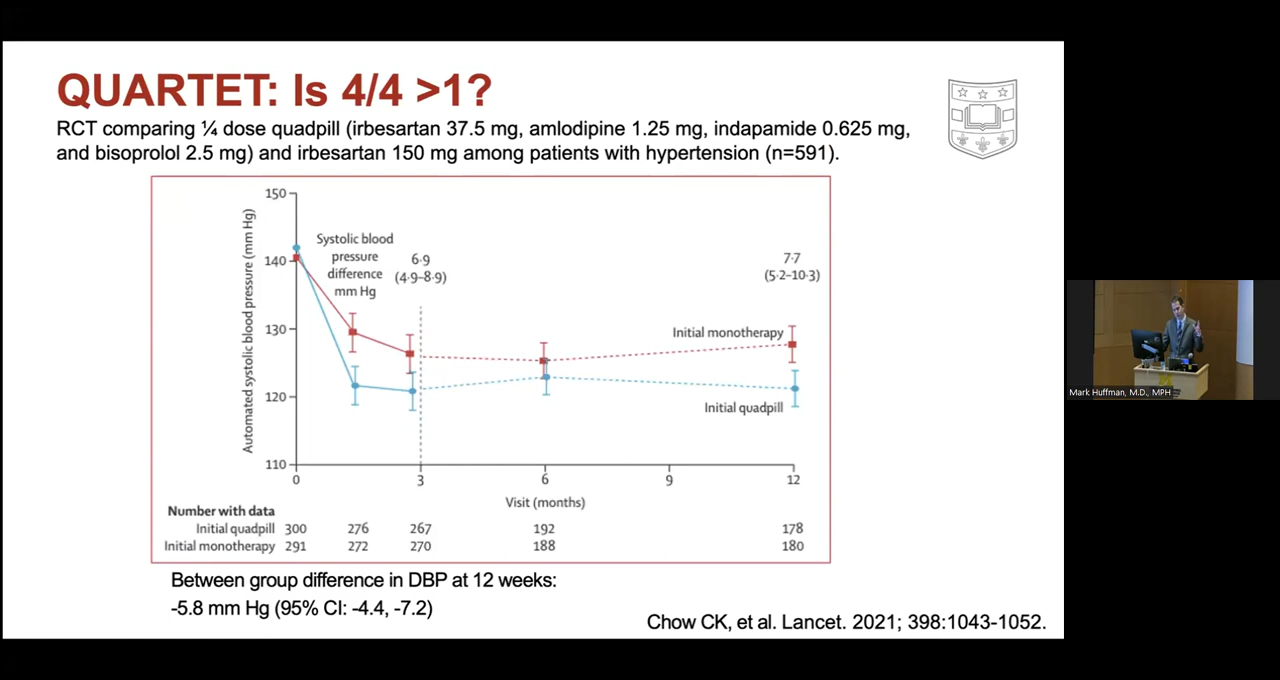 QUARTET: Is 4/4 >1?
RCT comparing ¼ dose quadpill (irbesartan 37.5 mg, amlodipine 1.25 mg, indapamide 0.625 mg,
and bisoprolol 2.5 mg) and irbesartan 150 mg among patients with hypertension (n=591).
Automated systolic blood pressure (mm Hg)
150
140
130
120
110
Systolic blood
pressure
difference
mm Hg
6·9
(4·9–8·9)
7·7
(5·2–10·3)
Initial monotherapy
Initial quadpill
0 3 6 9 12
Visit (months)
Number with data
Initial quadpill 300 276 267 192 178
Initial monotherapy 291 272 270 188 180
Between group difference in DBP at 12 weeks:
-5.8 mm Hg (95% CI: -4.4, -7.2)
Chow CK, et al. Lancet. 2021; 398:1043-1052.
Mark Huffman, M.D., MPH